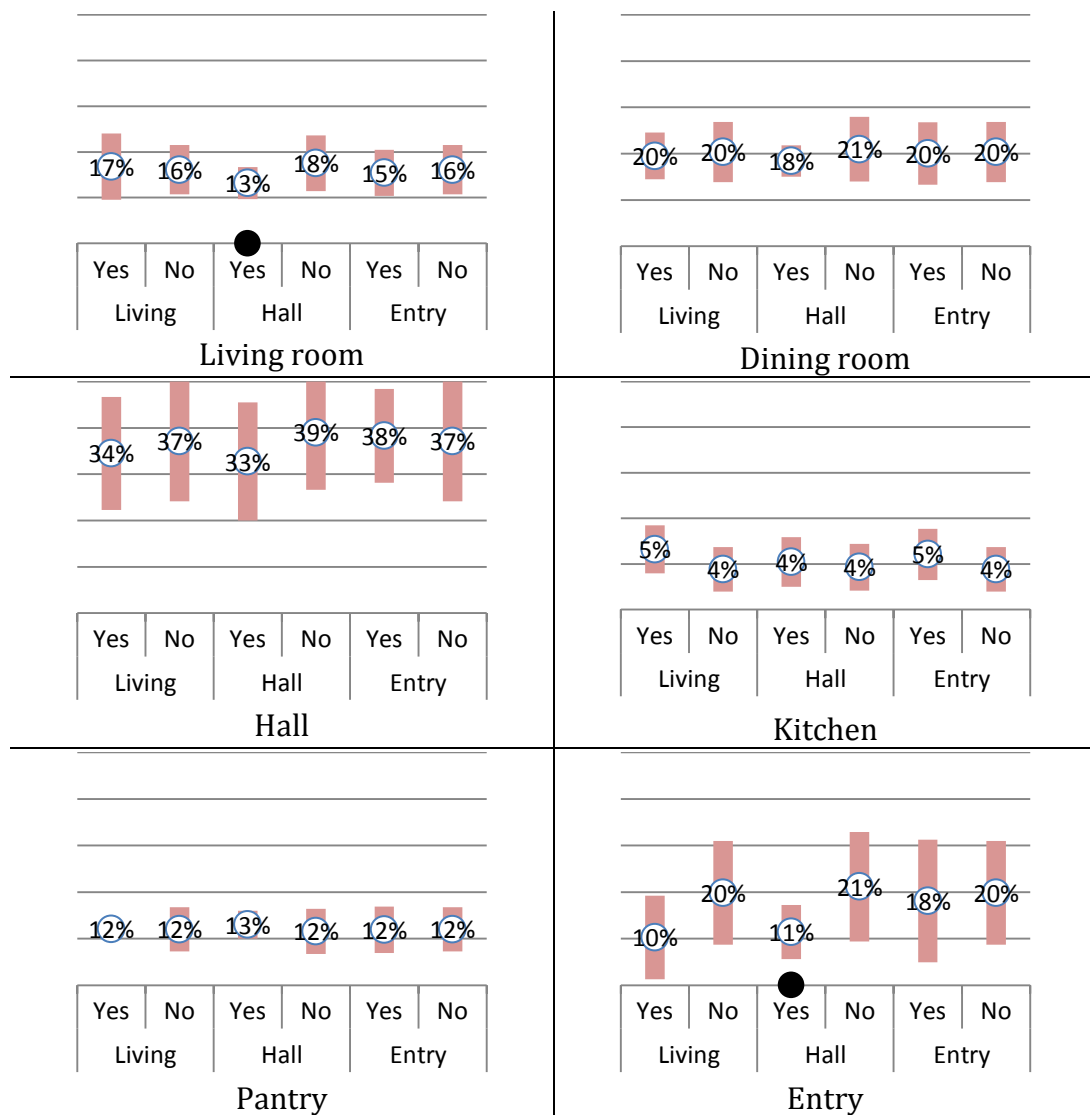 17% 16% 13% 18% 15% 16%
Yes No Yes No Yes No
Living Hall Entry
Living room
20% 20% 18% 21% 20% 20%
Yes No Yes No Yes No
Living Hall Entry
Dining room
34% 37% 33% 39% 38% 37%
Yes No Yes No Yes No
Living Hall Entry
Hall
5% 4% 4% 4% 5% 4%
Yes No Yes No Yes No
Living Hall Entry
Kitchen
12% 12% 13% 12% 12% 12%
Yes No Yes No Yes No
Living Hall Entry
Pantry
10% 20% 11% 21% 18% 20%
Yes No Yes No Yes No
Living Hall Entry
Entry